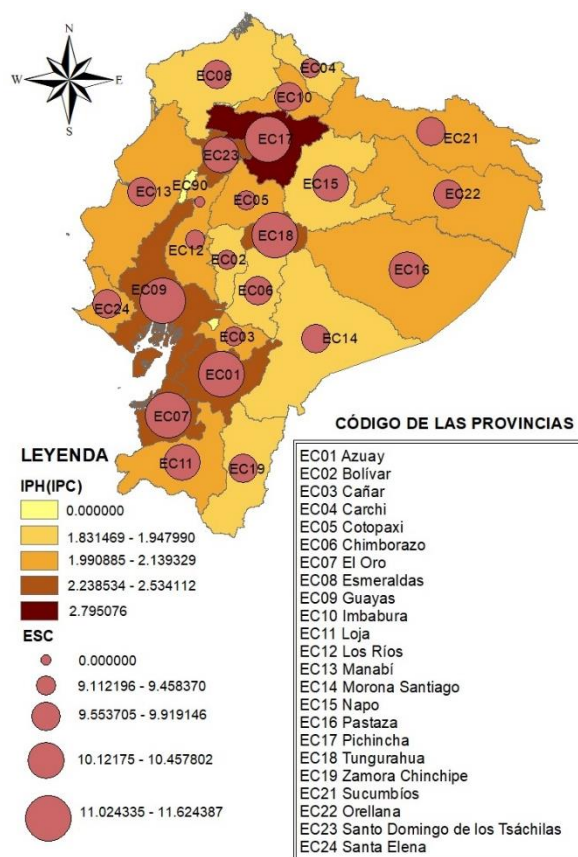 N
W E
S
EC08
EC04
EC10
EC17
EC21
EC23
EC15
EC22
EC13
EC90
EC05
EC18
EC12
EC02
EC16
EC09
EC24
EC06
EC03
EC14
EC01
EC07
EC11
EC19
LEYENDA
IPH(IPC)
0.000000
1.831469 - 1.947990
1.990885 - 2.139329
2.238534 - 2.534112
2.795076
ESC
0.000000
9.112196 - 9.458370
9.553705 - 9.919146
10.12175 - 10.457802
11.024335 - 11.624387
CÓDIGO DE LAS PROVINCIAS
EC01 Azuay
EC02 Bolívar
EC03 Cañar
EC04 Carchi
EC05 Cotopaxi
EC06 Chimborazo
EC07 El Oro
EC08 Esmeraldas
EC09 Guayas
EC10 Imbabura
EC11 Loja
EC12 Los Ríos
EC13 Manabí
EC14 Morona Santiago
EC15 Napo
EC16 Pastaza
EC17 Pichincha
EC18 Tungurahua
EC19 Zamora Chinchipe
EC21 Sucumbíos
EC22 Orellana
EC23 Santo Domingo de los Tsáchilas
EC24 Santa Elena